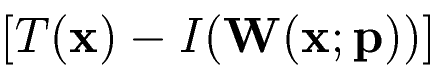 [T(x) − I(W(x; p))]